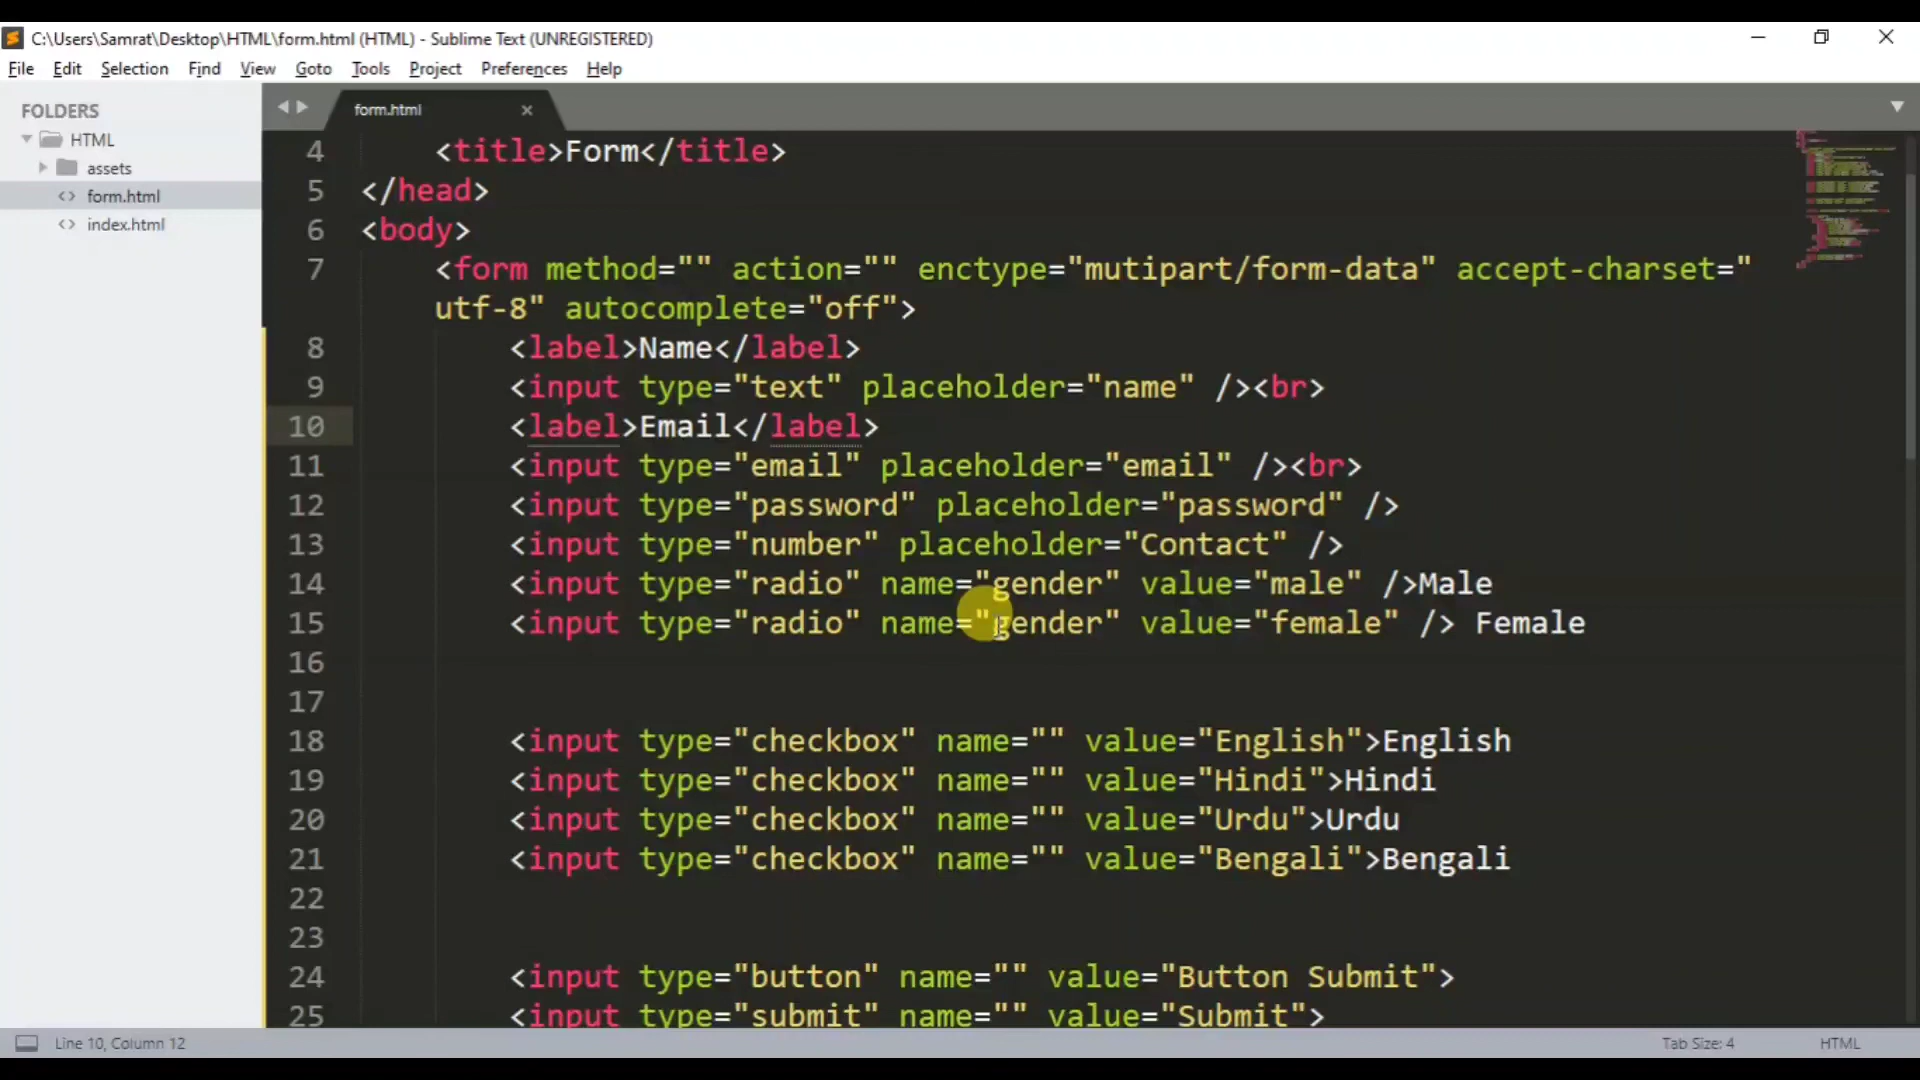 C:\Users\Samrat\Desktop\HTML\form.html (HTML) - Sublime Text (UNREGISTERED)
File Edit Selection Find View Goto Tools Project Preferences Help
FOLDERS
HTML
assets
form.html
index.html
form.html
4 <title>Form</title>
5 </head>
6 <body>
7 <form method="" action="" enctype="mutipart/form-data" accept-charset="
utf-8" autocomplete="off">
8 <label>Name</label>
9 <input type="text" placeholder="name" /><br>
10 <label>Email</label>
11 <input type="email" placeholder="email" /><br>
12 <input type="password" placeholder="password" />
13 <input type="number" placeholder="Contact" />
14 <input type="radio" name="gender" value="male" />Male
15 <input type="radio" name="gender" value="female" /> Female
16
17
18 <input type="checkbox" name="" value="English">English
19 <input type="checkbox" name="" value="Hindi">Hindi
20 <input type="checkbox" name="" value="Urdu">Urdu
21 <input type="checkbox" name="" value="Bengali">Bengali
22
23
24 <input type="button" name="" value="Button Submit">
25 <input type="submit" name="" value="Submit">
Line 10, Column 12 Tab Size: 4 HTML